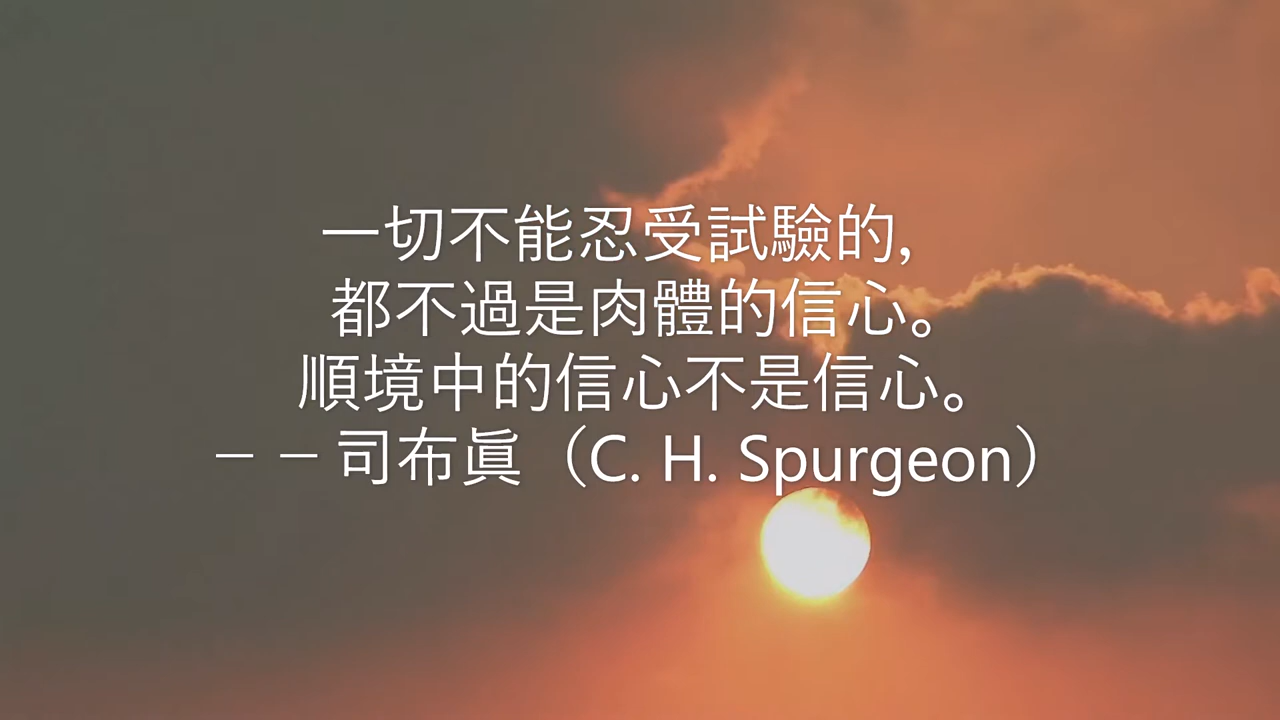 一切不能忍受試驗的,
都不過是肉體的信心。
順境中的信心不是信心。
－－司布眞（C. H. Spurgeon）